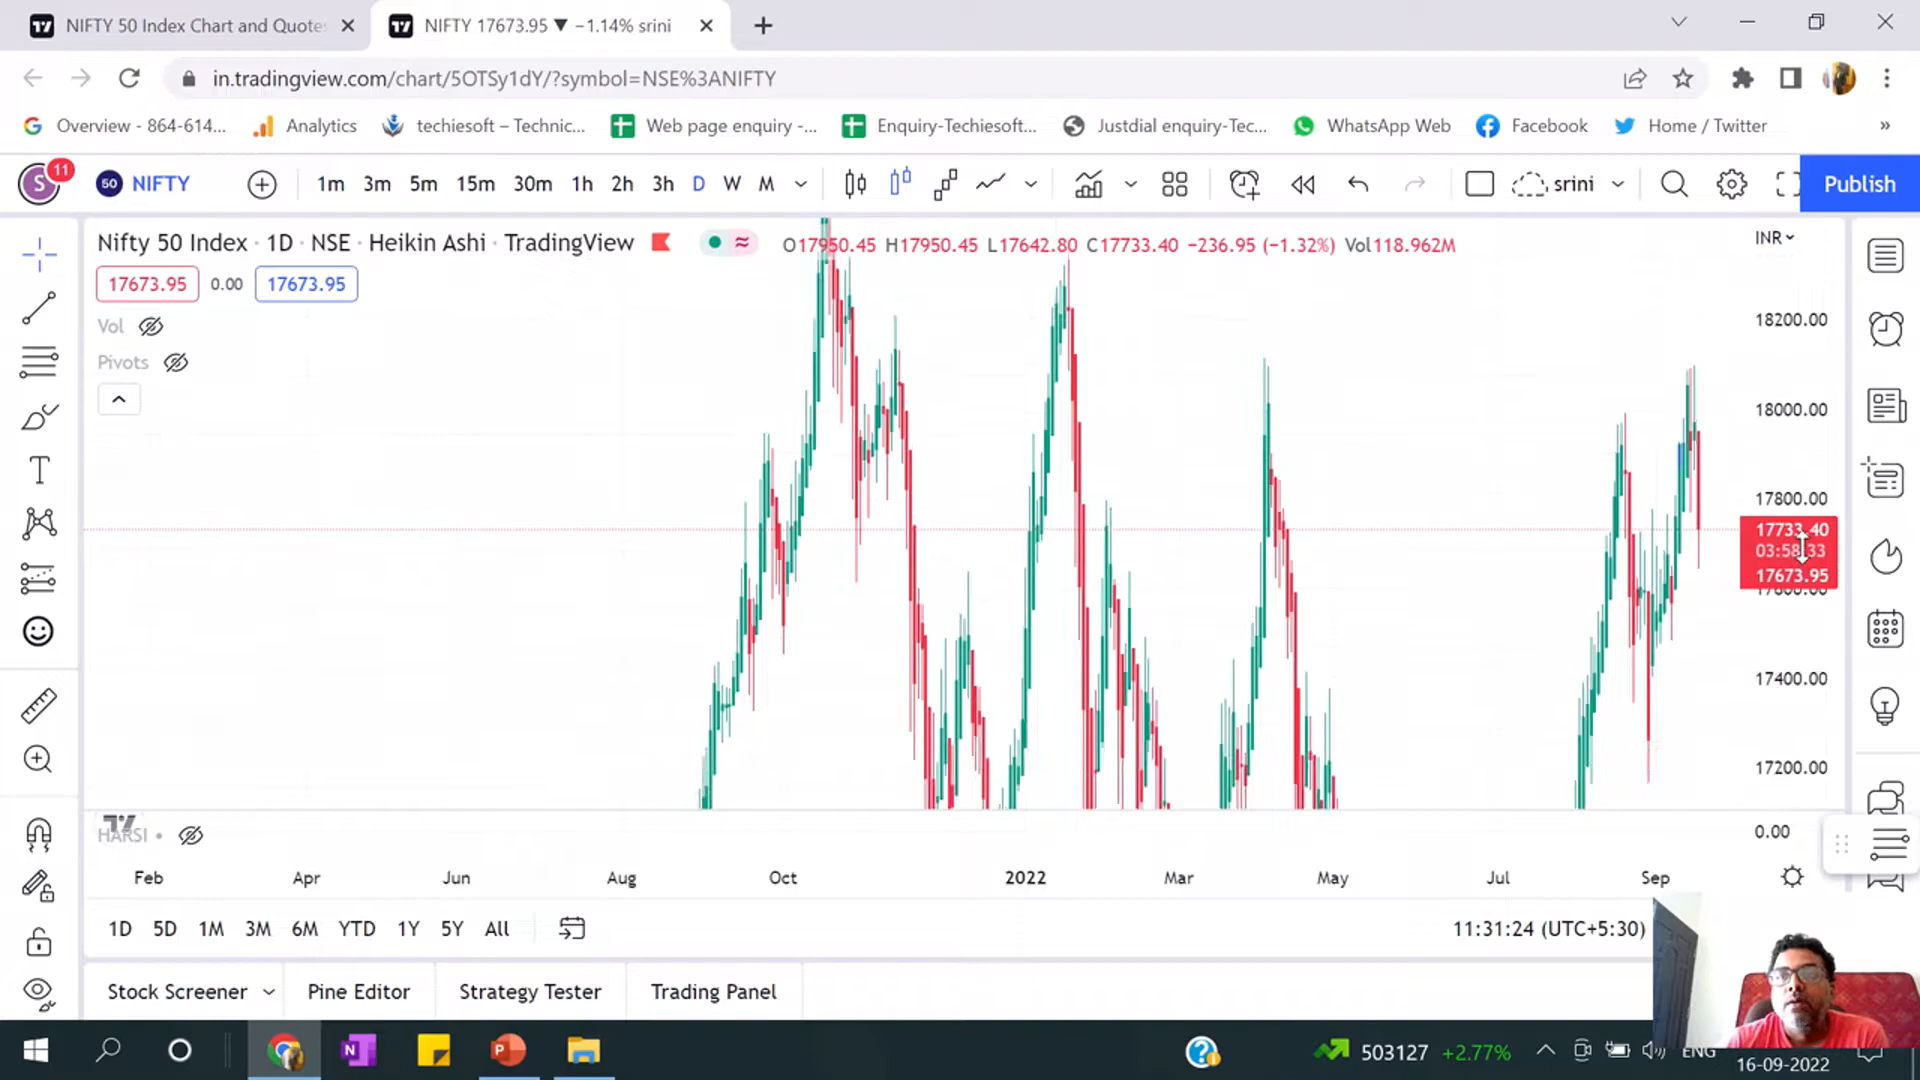 NIFTY 50 Index Chart and Quotes
NIFTY 17673.95 ▼ −1.14% srini
in.tradingview.com/chart/5OTSy1dY/?symbol=NSE%3ANIFTY
Overview - 864-614...
Analytics
techiesoft – Technic...
Web page enquiry -...
Enquiry-Techiesoft...
Justdial enquiry-Tec...
WhatsApp Web
Facebook
Home / Twitter
»
S
11
50
NIFTY
1m 3m 5m 15m 30m 1h 2h 3h D W M
srini
Publish
Nifty 50 Index · 1D · NSE · Heikin Ashi · TradingView
O17950.45 H17950.45 L17642.80 C17733.40 −236.95 (−1.32%) Vol118.962M
INR
17673.95 0.00 17673.95
Vol
Pivots
18200.00
18000.00
17800.00
17733.40
03:58:33
17673.95
17600.00
17400.00
17200.00
HARSI
0.00
Feb Apr Jun Aug Oct 2022 Mar May Jul Sep
1D 5D 1M 3M 6M YTD 1Y 5Y All
11:31:24 (UTC+5:30)
Stock Screener
Pine Editor
Strategy Tester
Trading Panel
503127 +2.77%
ENG
16-09-2022